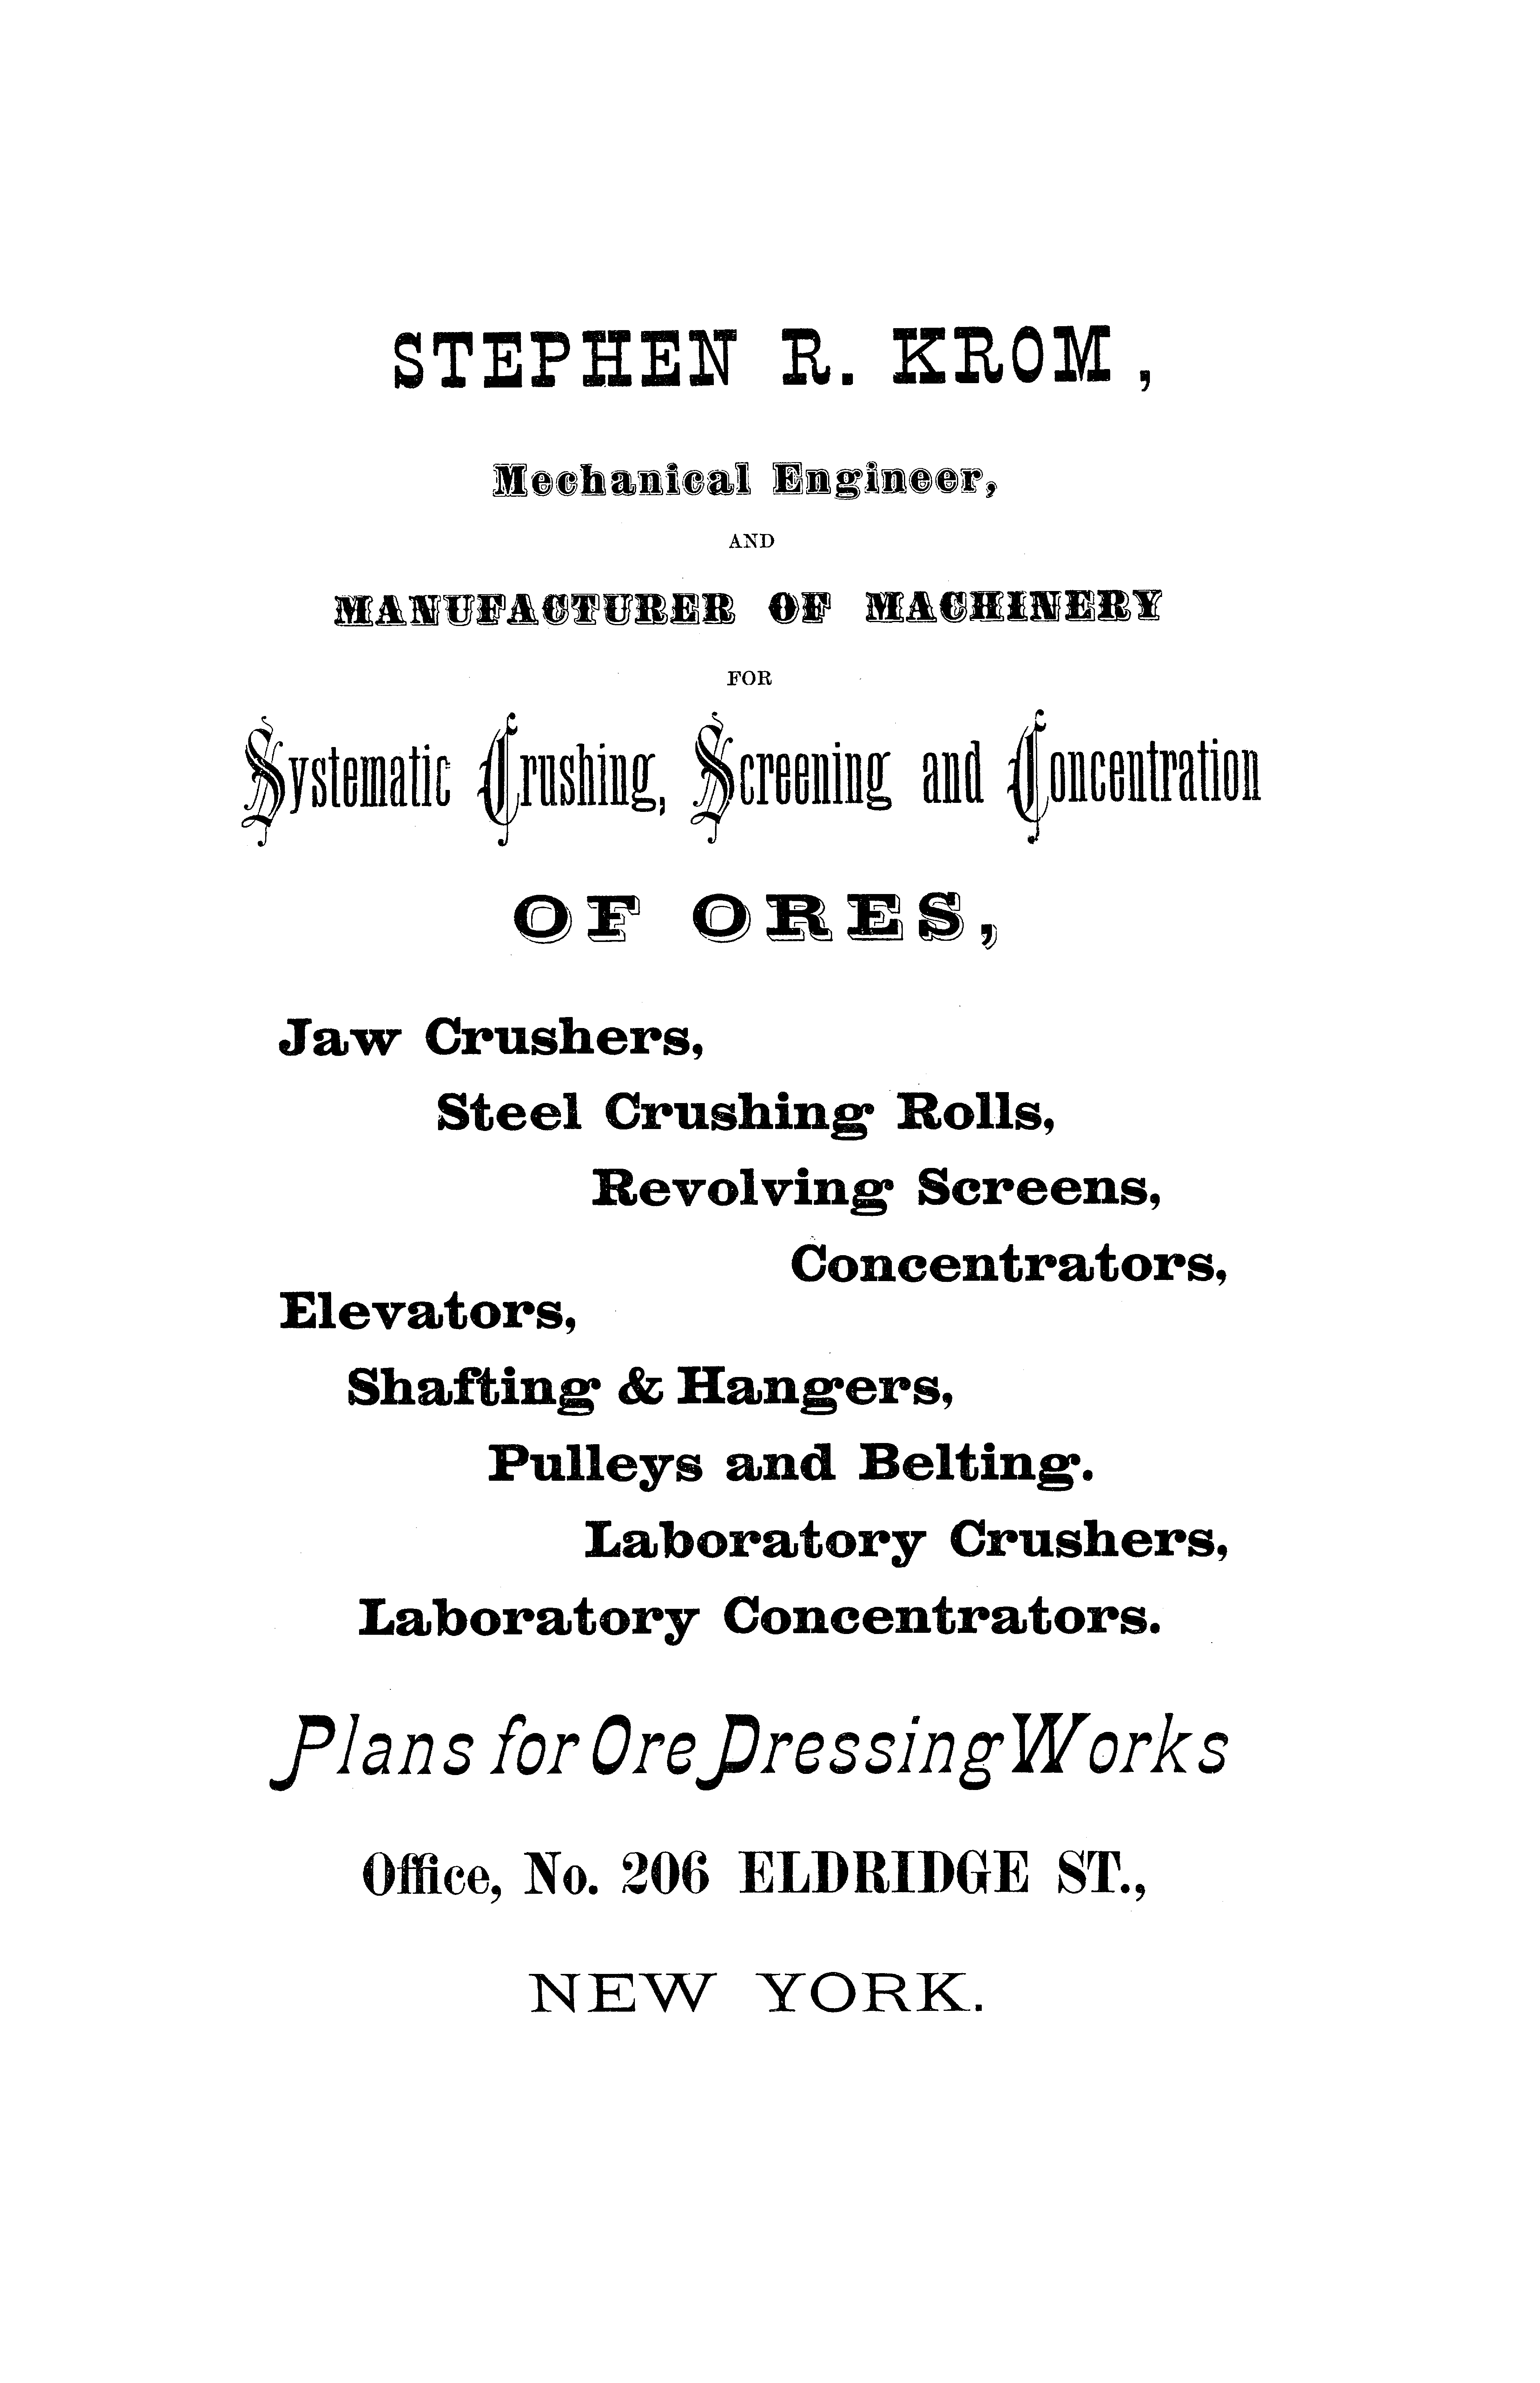 STEPHEN R. KROM,
Mechanical Engineer,
AND
MANUFACTURER OF MACHINERY
FOR
Systematic Crushing, Screening and Concentration
OF ORES,
Jaw Crushers,
Steel Crushing Rolls,
Revolving Screens,
Concentrators,
Elevators,
Shafting & Hangers,
Pulleys and Belting.
Laboratory Crushers,
Laboratory Concentrators.
Plans for Ore Dressing Works
Office, No. 206 ELDRIDGE ST.,
NEW YORK.